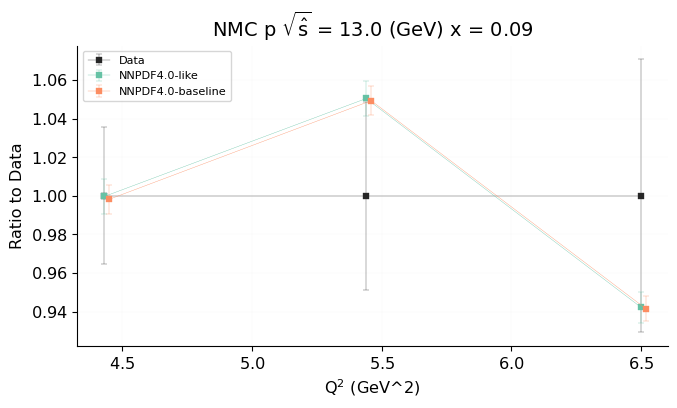 NMC p √ŝ = 13.0 (GeV) x = 0.09
Data
NNPDF4.0-like
NNPDF4.0-baseline
Ratio to Data
1.06
1.04
1.02
1.00
0.98
0.96
0.94
4.5 5.0 5.5 6.0 6.5
Q² (GeV^2)